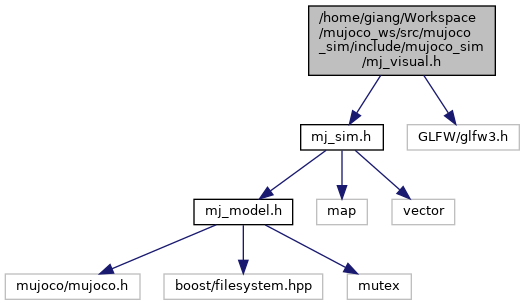 /home/giang/Workspace
/mujoco_ws/src/mujoco
_sim/include/mujoco_sim
/mj_visual.h
mj_sim.h
GLFW/glfw3.h
mj_model.h
map
vector
mujoco/mujoco.h
boost/filesystem.hpp
mutex